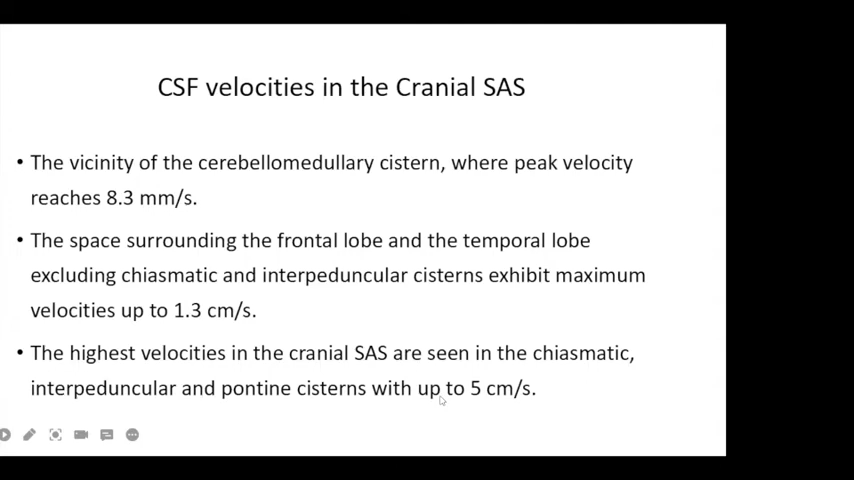 CSF velocities in the Cranial SAS
• The vicinity of the cerebellomedullary cistern, where peak velocity
reaches 8.3 mm/s.
• The space surrounding the frontal lobe and the temporal lobe
excluding chiasmatic and interpeduncular cisterns exhibit maximum
velocities up to 1.3 cm/s.
• The highest velocities in the cranial SAS are seen in the chiasmatic,
interpeduncular and pontine cisterns with up to 5 cm/s.